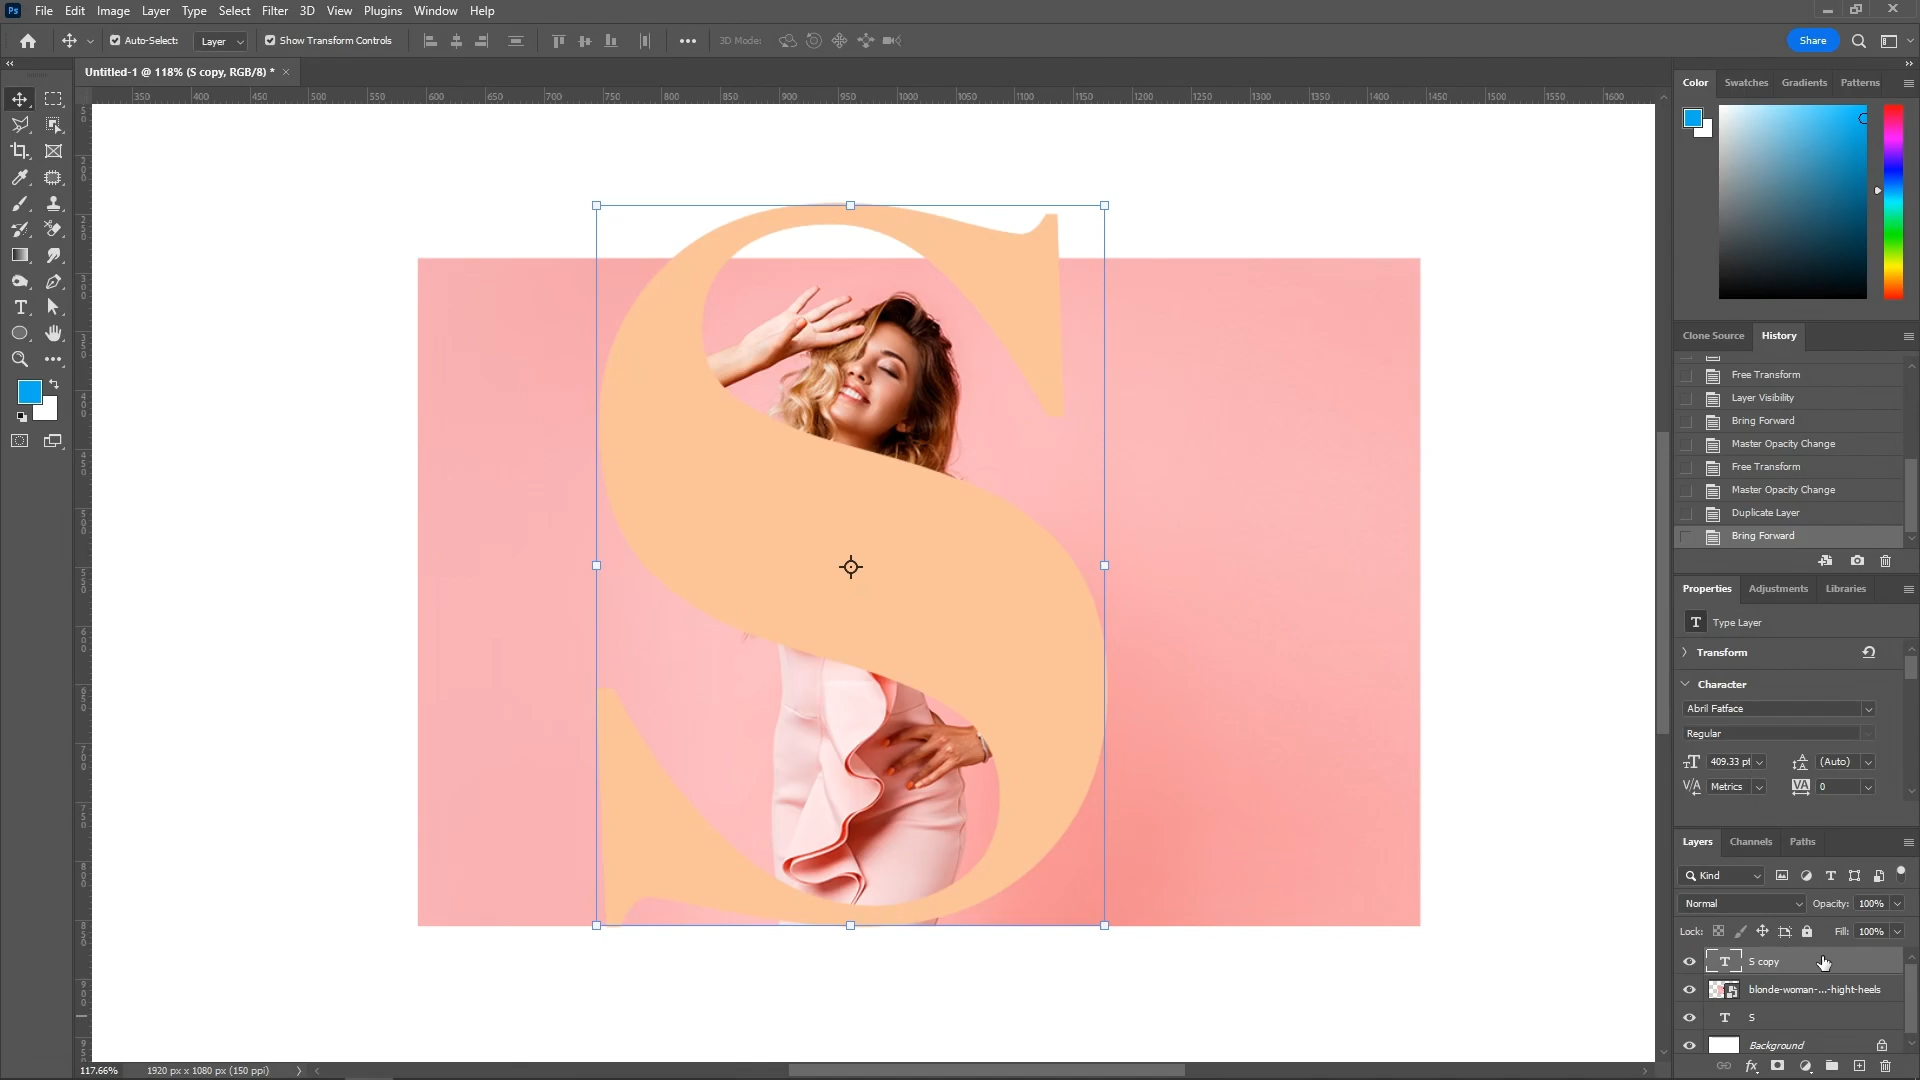 Ps File Edit Image Layer Type Select Filter 3D View Plugins Window Help
Auto-Select: Layer Show Transform Controls ••• 3D Mode: Share
Untitled-1 @ 118% (S copy, RGB/8) * ×
350 400 450 500 550 600 650 700 750 800 850 900 950 1000 1050 1100 1150 1200 1250 1300 1350 1400 1450 1500 1550 1600
Color Swatches Gradients Patterns
Clone Source History
Free Transform
Layer Visibility
Bring Forward
Master Opacity Change
Free Transform
Master Opacity Change
Duplicate Layer
Bring Forward
Properties Adjustments Libraries
T Type Layer
Transform
Character
Abril Fatface
Regular
409.33 pt (Auto)
Metrics 0
Layers Channels Paths
Kind
Normal Opacity: 100%
Lock: Fill: 100%
T S copy
blonde-woman-...-hight-heels
T S
Background
S
117.66% 1920 px x 1080 px (150 ppi)